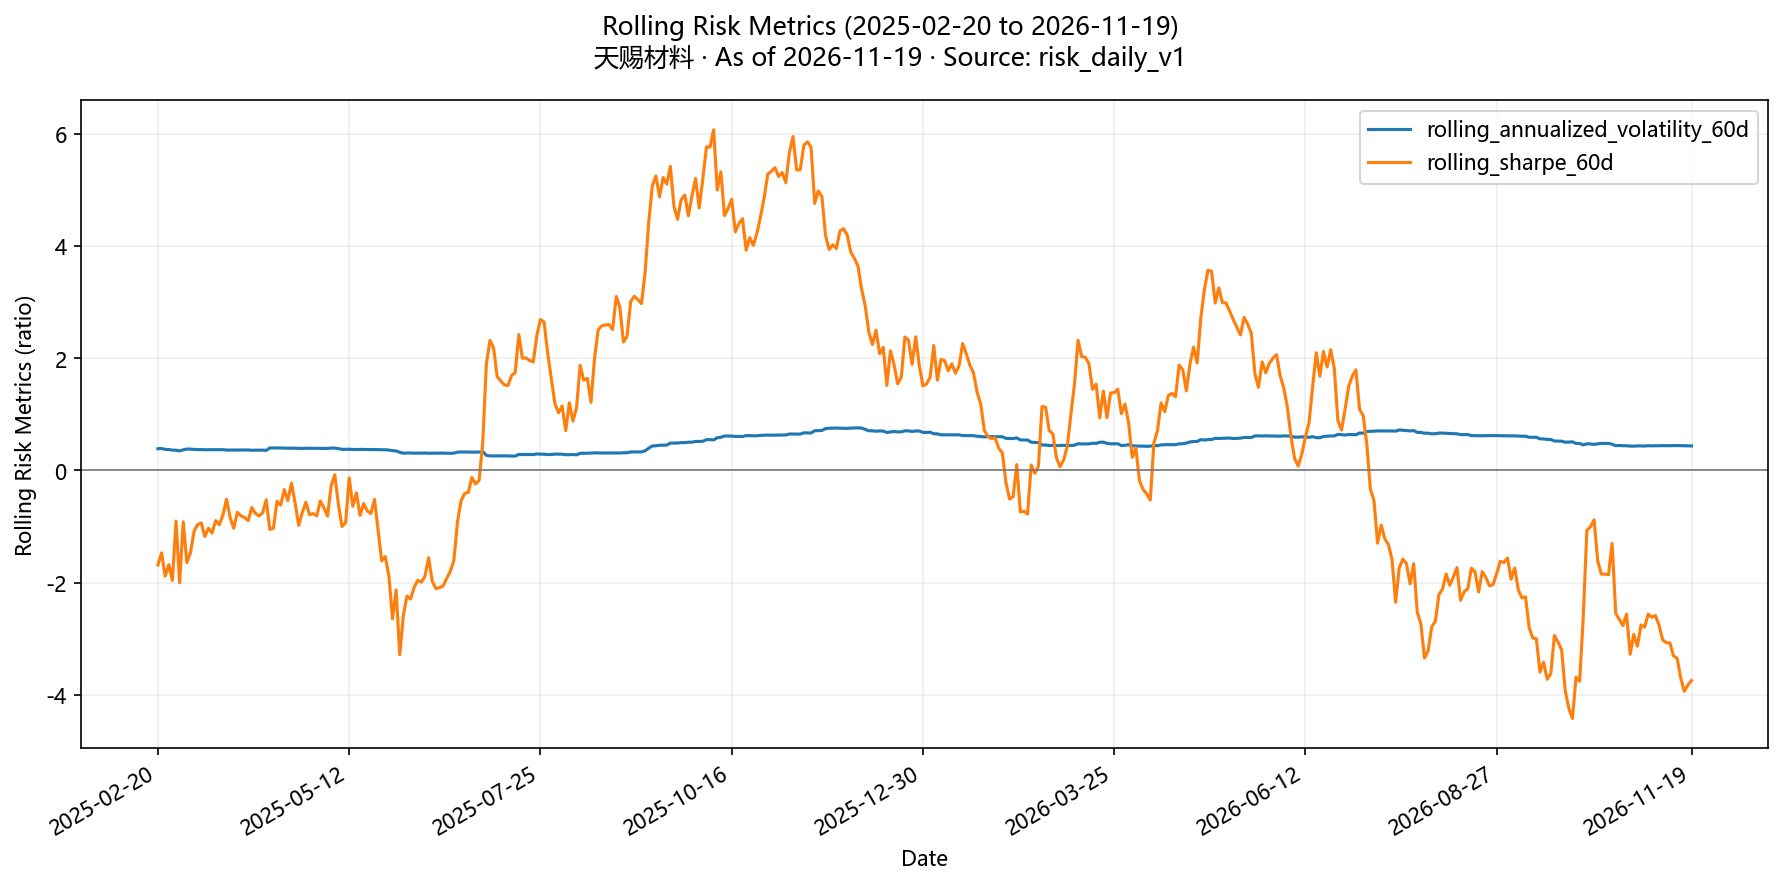 Rolling Risk Metrics (2025-02-20 to 2026-11-19)
天赐材料 · As of 2026-11-19 · Source: risk_daily_v1
rolling_annualized_volatility_60d
rolling_sharpe_60d
Rolling Risk Metrics (ratio)
6
4
2
0
-2
-4
2025-02-20
2025-05-12
2025-07-25
2025-10-16
2025-12-30
2026-03-25
2026-06-12
2026-08-27
2026-11-19
Date